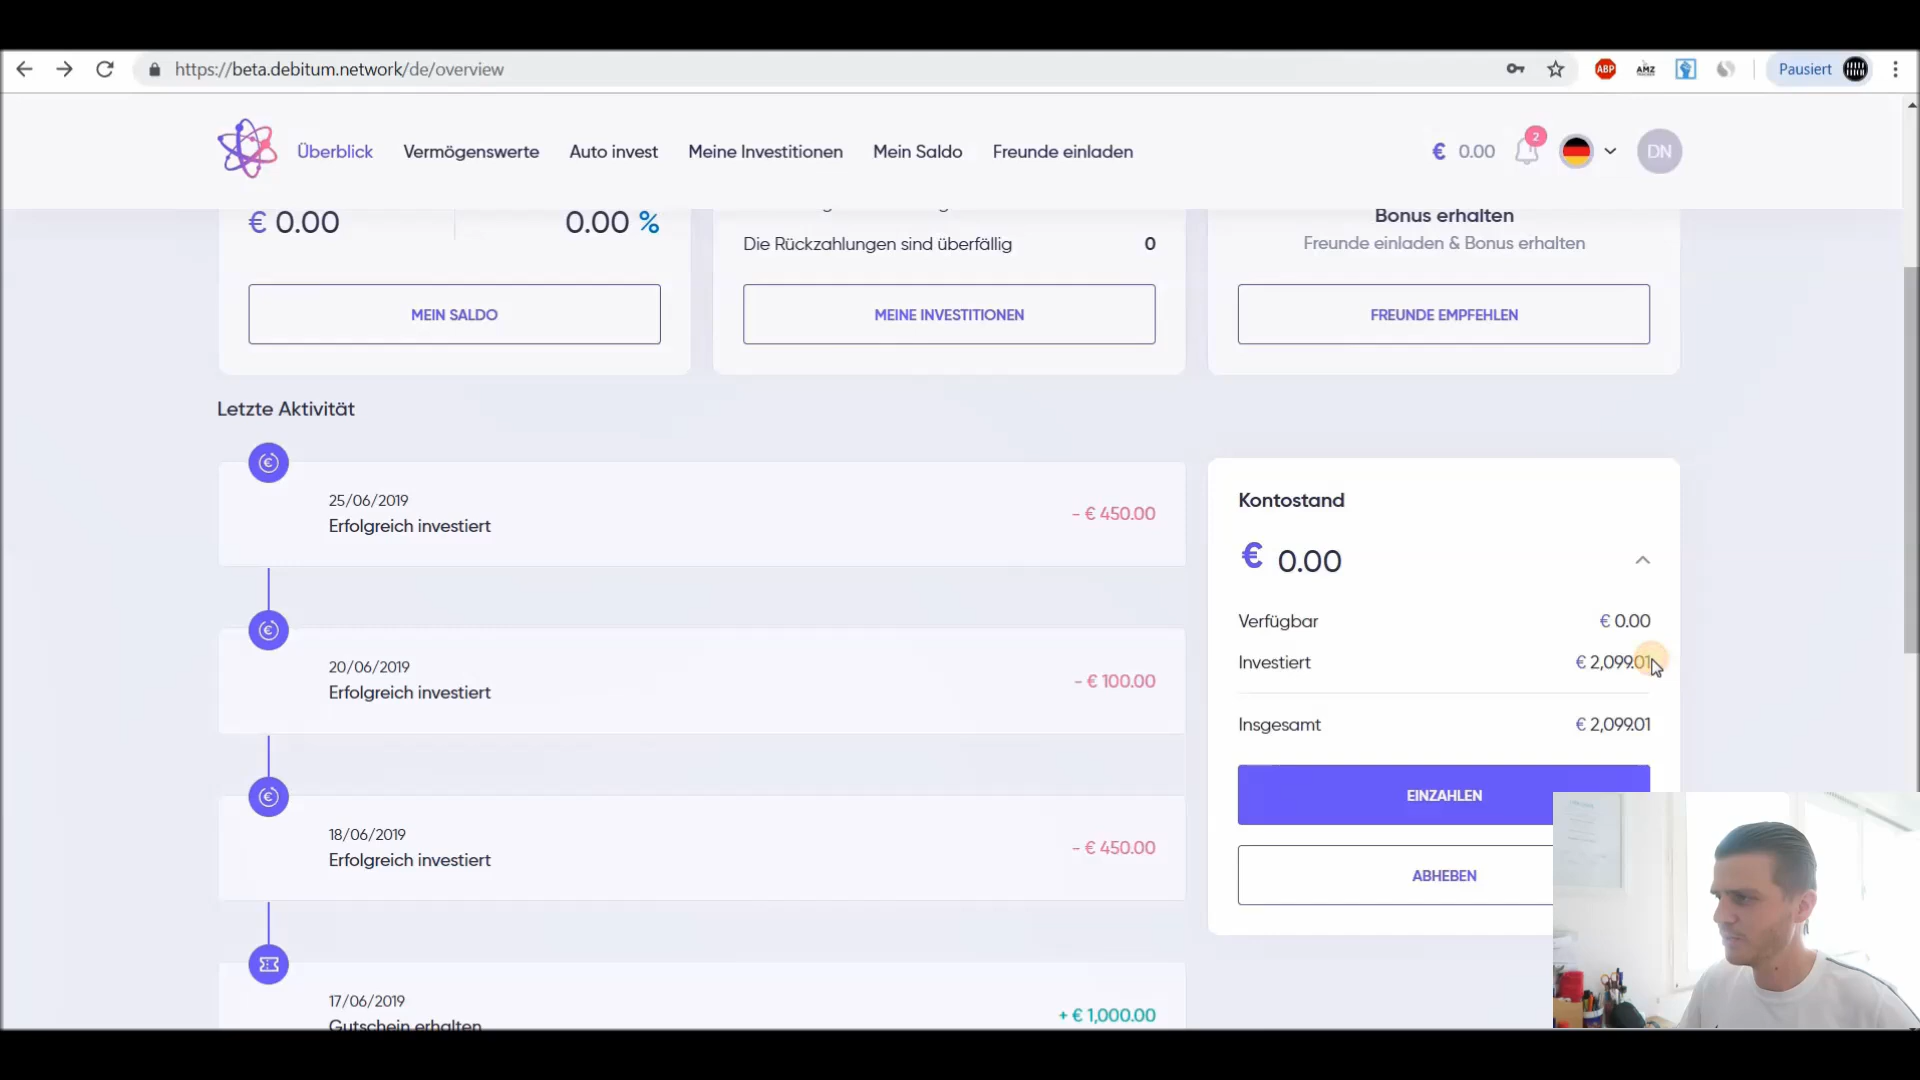 https://beta.debitum.network/de/overview
ABP
AMZ
Pausiert
Überblick
Vermögenswerte
Auto invest
Meine Investitionen
Mein Saldo
Freunde einladen
€ 0.00
2
DN
€ 0.00
0.00 %
Die Rückzahlungen sind überfällig
0
Bonus erhalten
Freunde einladen & Bonus erhalten
MEIN SALDO
MEINE INVESTITIONEN
FREUNDE EMPFEHLEN
Letzte Aktivität
25/06/2019
Erfolgreich investiert
- € 450.00
20/06/2019
Erfolgreich investiert
- € 100.00
18/06/2019
Erfolgreich investiert
- € 450.00
17/06/2019
Gutschein erhalten
+ € 1,000.00
Kontostand
€ 0.00
Verfügbar
€ 0.00
Investiert
€ 2,099.01
Insgesamt
€ 2,099.01
EINZAHLEN
ABHEBEN